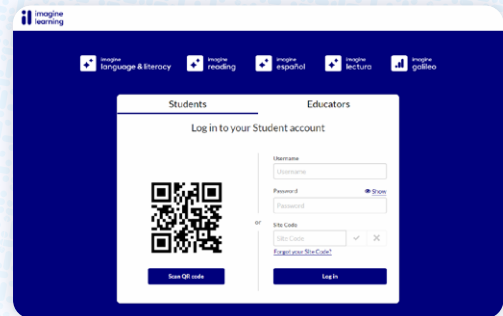 imagine
learning
imagine
language & literacy
imagine
reading
imagine
español
imagine
lectura
imagine
galileo
Students
Educators
Log in to your Student account
Scan QR code
or
Username
Username
Password
Show
Password
Site Code
Site Code
Forgot your Site Code?
Log in